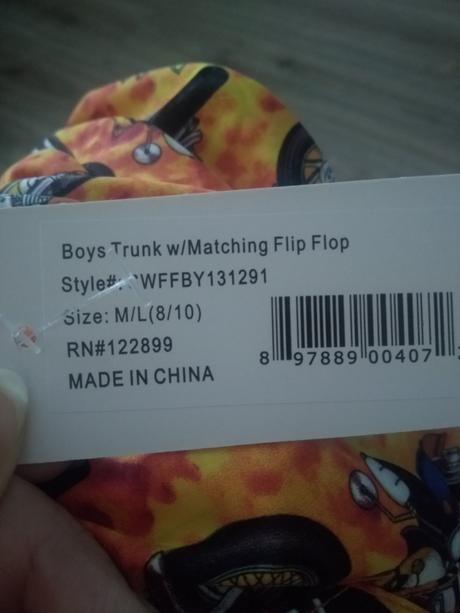 Boys Trunk w/Matching Flip Flop
Style#: WFFBY131291
Size: M/L(8/10)
RN#122899
MADE IN CHINA
8 97889 00407